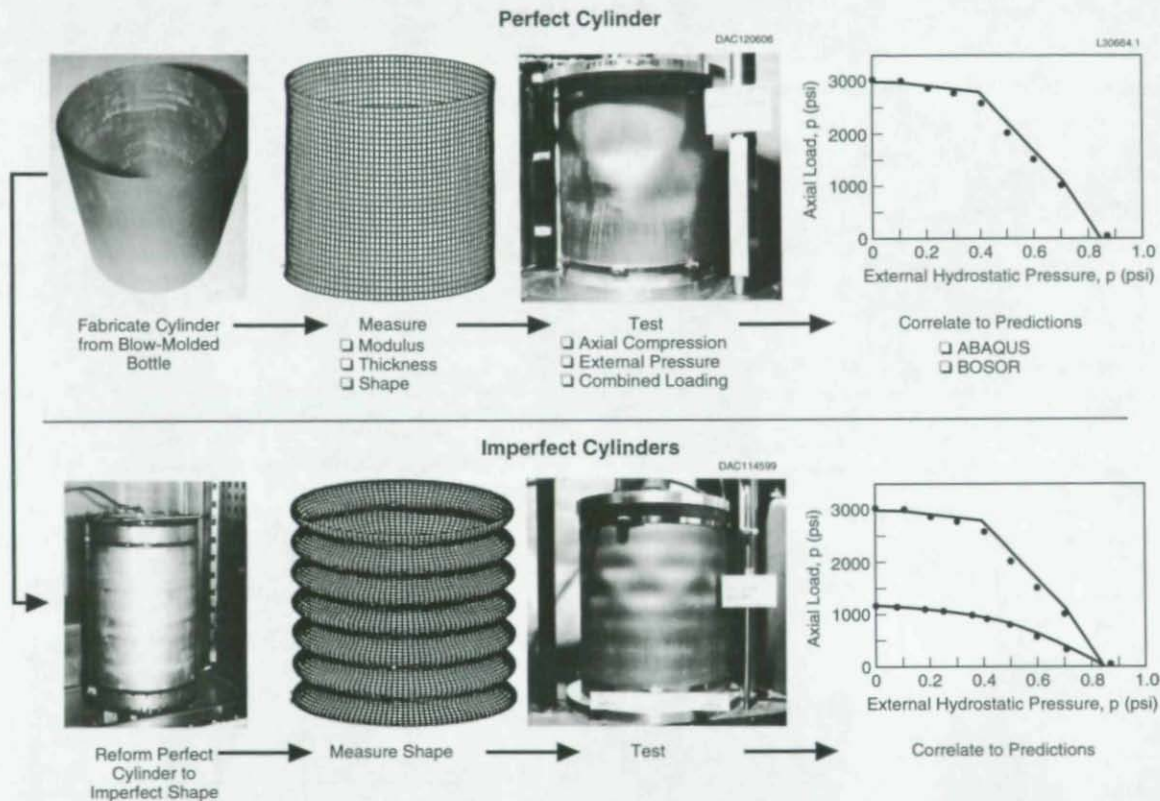 Perfect Cylinder
DAC120606
L30664.1
Axial Load, p (psi)
3000
2000
1000
0
0 0.2 0.4 0.6 0.8 1.0
External Hydrostatic Pressure, p (psi)
Fabricate Cylinder
from Blow-Molded
Bottle
Measure
❏ Modulus
❏ Thickness
❏ Shape
Test
❏ Axial Compression
❏ External Pressure
❏ Combined Loading
Correlate to Predictions
❏ ABAQUS
❏ BOSOR
Imperfect Cylinders
DAC114599
Axial Load, p (psi)
3000
2000
1000
0
0 0.2 0.4 0.6 0.8 1.0
External Hydrostatic Pressure, p (psi)
Reform Perfect
Cylinder to
Imperfect Shape
Measure Shape
Test
Correlate to Predictions